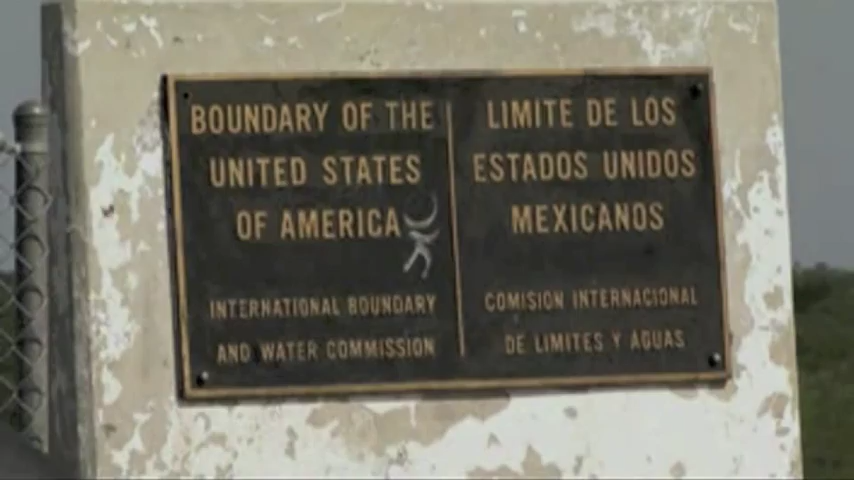 BOUNDARY OF THE
UNITED STATES
OF AMERICA
INTERNATIONAL BOUNDARY
AND WATER COMMISSION
LIMITE DE LOS
ESTADOS UNIDOS
MEXICANOS
COMISION INTERNACIONAL
DE LIMITES Y AGUAS